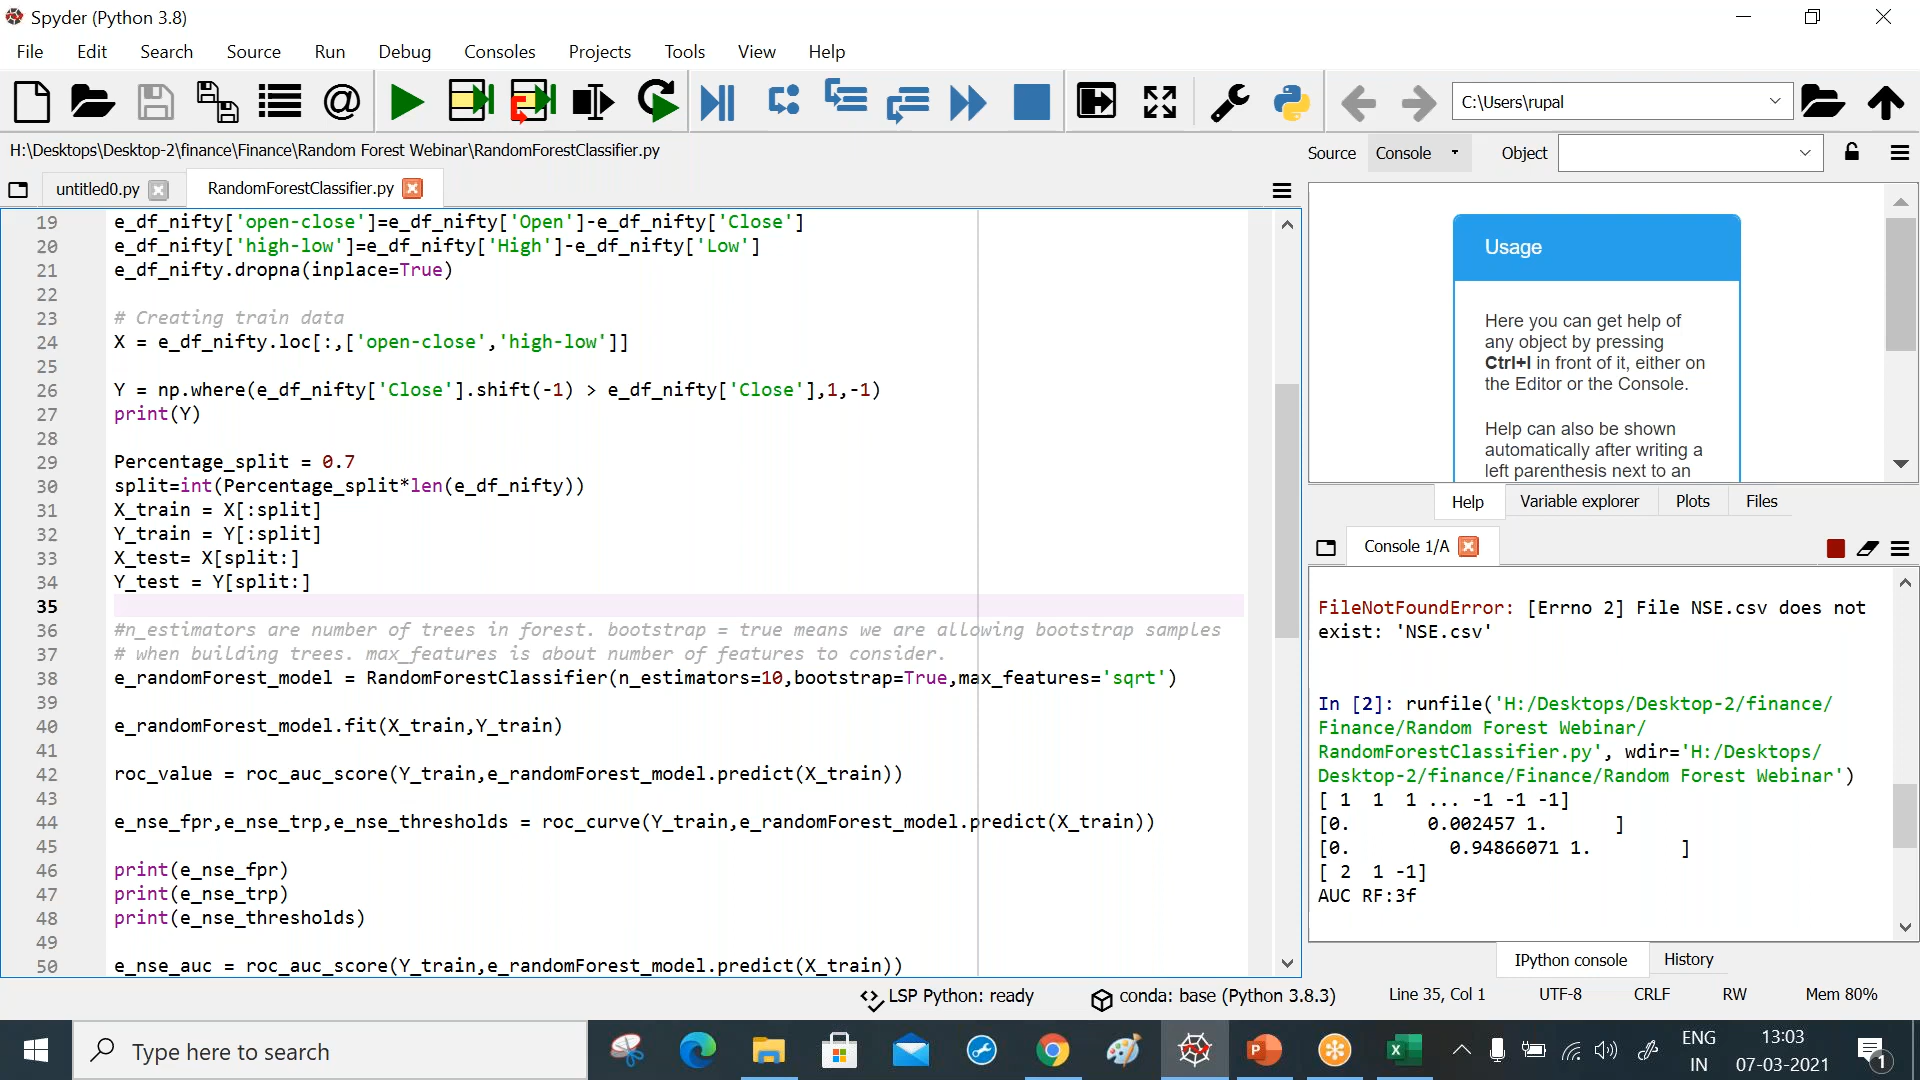 Spyder (Python 3.8)
File Edit Search Source Run Debug Consoles Projects Tools View Help
C:\Users\rupal
H:\Desktops\Desktop-2\finance\Finance\Random Forest Webinar\RandomForestClassifier.py
Source Console Object
untitled0.py RandomForestClassifier.py
19 e_df_nifty['open-close']=e_df_nifty['Open']-e_df_nifty['Close']
20 e_df_nifty['high-low']=e_df_nifty['High']-e_df_nifty['Low']
21 e_df_nifty.dropna(inplace=True)
22
23 # Creating train data
24 X = e_df_nifty.loc[:,['open-close','high-low']]
25
26 Y = np.where(e_df_nifty['Close'].shift(-1) > e_df_nifty['Close'],1,-1)
27 print(Y)
28
29 Percentage_split = 0.7
30 split=int(Percentage_split*len(e_df_nifty))
31 X_train = X[:split]
32 Y_train = Y[:split]
33 X_test= X[split:]
34 Y_test = Y[split:]
35
36 #n_estimators are number of trees in forest. bootstrap = true means we are allowing bootstrap samples
37 # when building trees. max_features is about number of features to consider.
38 e_randomForest_model = RandomForestClassifier(n_estimators=10,bootstrap=True,max_features='sqrt')
39
40 e_randomForest_model.fit(X_train,Y_train)
41
42 roc_value = roc_auc_score(Y_train,e_randomForest_model.predict(X_train))
43
44 e_nse_fpr,e_nse_trp,e_nse_thresholds = roc_curve(Y_train,e_randomForest_model.predict(X_train))
45
46 print(e_nse_fpr)
47 print(e_nse_trp)
48 print(e_nse_thresholds)
49
50 e_nse_auc = roc_auc_score(Y_train,e_randomForest_model.predict(X_train))
Usage
Here you can get help of
any object by pressing
Ctrl+I in front of it, either on
the Editor or the Console.
Help can also be shown
automatically after writing a
left parenthesis next to an
Help Variable explorer Plots Files
Console 1/A
FileNotFoundError: [Errno 2] File NSE.csv does not
exist: 'NSE.csv'
In [2]: runfile('H:/Desktops/Desktop-2/finance/
Finance/Random Forest Webinar/
RandomForestClassifier.py', wdir='H:/Desktops/
Desktop-2/finance/Finance/Random Forest Webinar')
[ 1 1 1 ... -1 -1 -1]
[0. 0.002457 1. ]
[0. 0.94866071 1. ]
[ 2 1 -1]
AUC RF:3f
IPython console History
LSP Python: ready conda: base (Python 3.8.3) Line 35, Col 1 UTF-8 CRLF RW Mem 80%
Type here to search
ENG
IN
13:03
07-03-2021
1